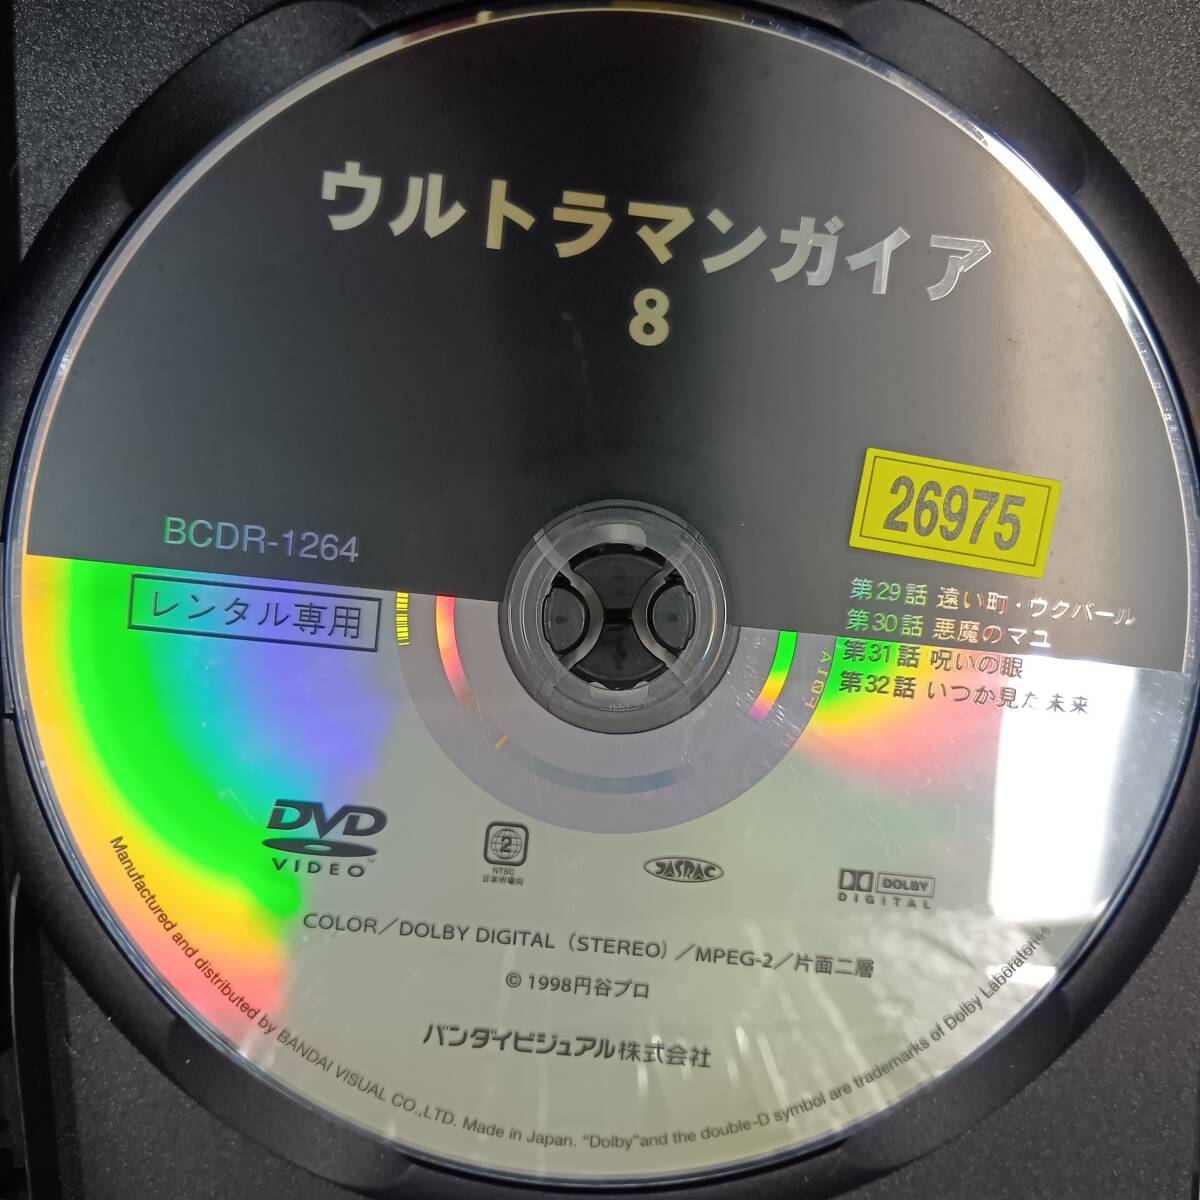 ウルトラマンガイア
8
26975
BCDR-1264
レンタル専用
第29話 遠い町・ウクバール
第30話 悪魔のマユ
第31話 呪いの眼
第32話 いつか見た未来
DVD
VIDEO
TM
2
NTSC
日本市場向
JASRAC
DOLBY
DIGITAL
COLOR／DOLBY DIGITAL（STEREO）／MPEG-2／片面二層
© 1998円谷プロ
バンダイビジュアル株式会社
Manufactured and distributed by BANDAI VISUAL CO.,LTD. Made in Japan. “Dolby”and the double-D symbol are trademarks of Dolby Laboratories